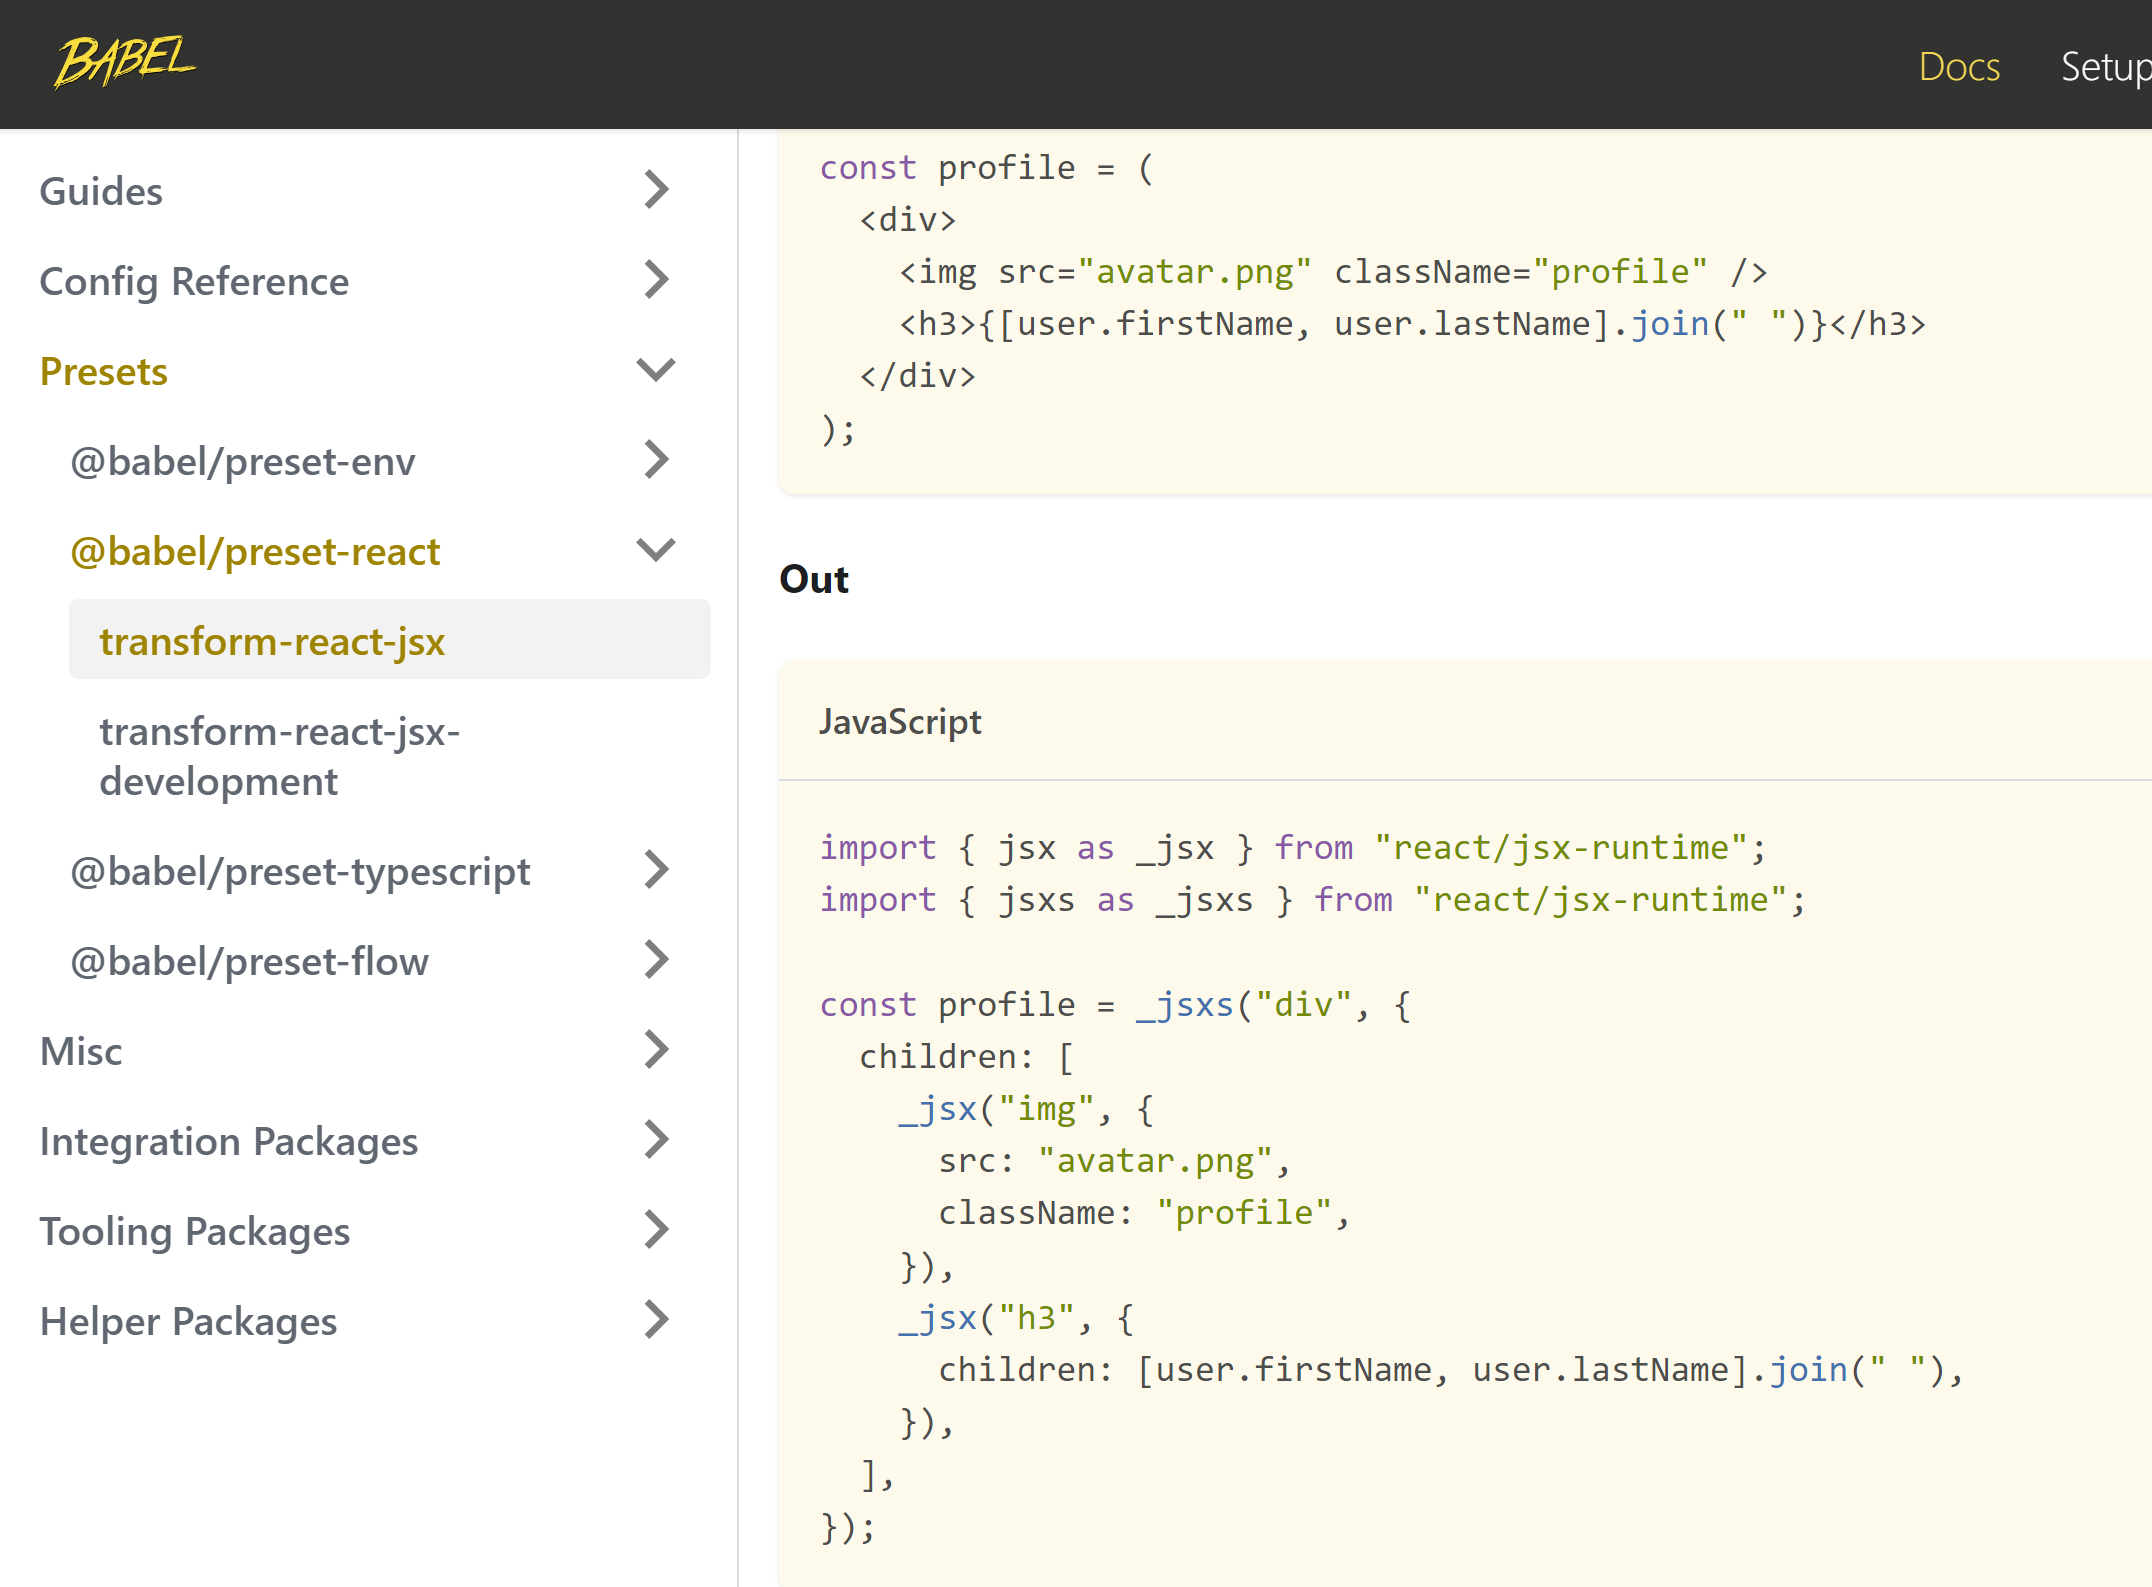 BABEL
Docs
Setup
Guides
Config Reference
Presets
@babel/preset-env
@babel/preset-react
transform-react-jsx
transform-react-jsx-
development
@babel/preset-typescript
@babel/preset-flow
Misc
Integration Packages
Tooling Packages
Helper Packages
const profile = (
  <div>
    <img src="avatar.png" className="profile" />
    <h3>{[user.firstName, user.lastName].join(" ")}</h3>
  </div>
);
Out
JavaScript
import { jsx as _jsx } from "react/jsx-runtime";
import { jsxs as _jsxs } from "react/jsx-runtime";
const profile = _jsxs("div", {
  children: [
    _jsx("img", {
      src: "avatar.png",
      className: "profile",
    }),
    _jsx("h3", {
      children: [user.firstName, user.lastName].join(" "),
    }),
  ],
});